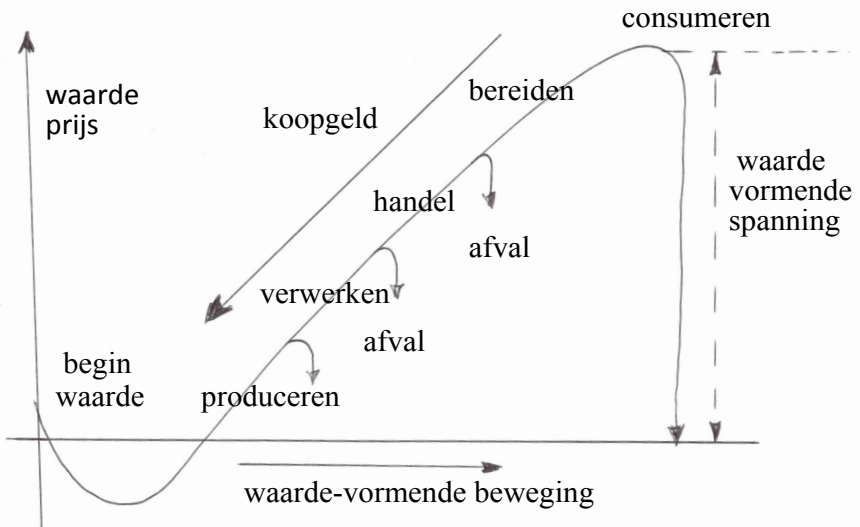 consumeren
waarde
prijs
bereiden
koopgeld
waarde
vormende
spanning
handel
afval
verwerken
afval
begin
waarde
produceren
waarde-vormende beweging